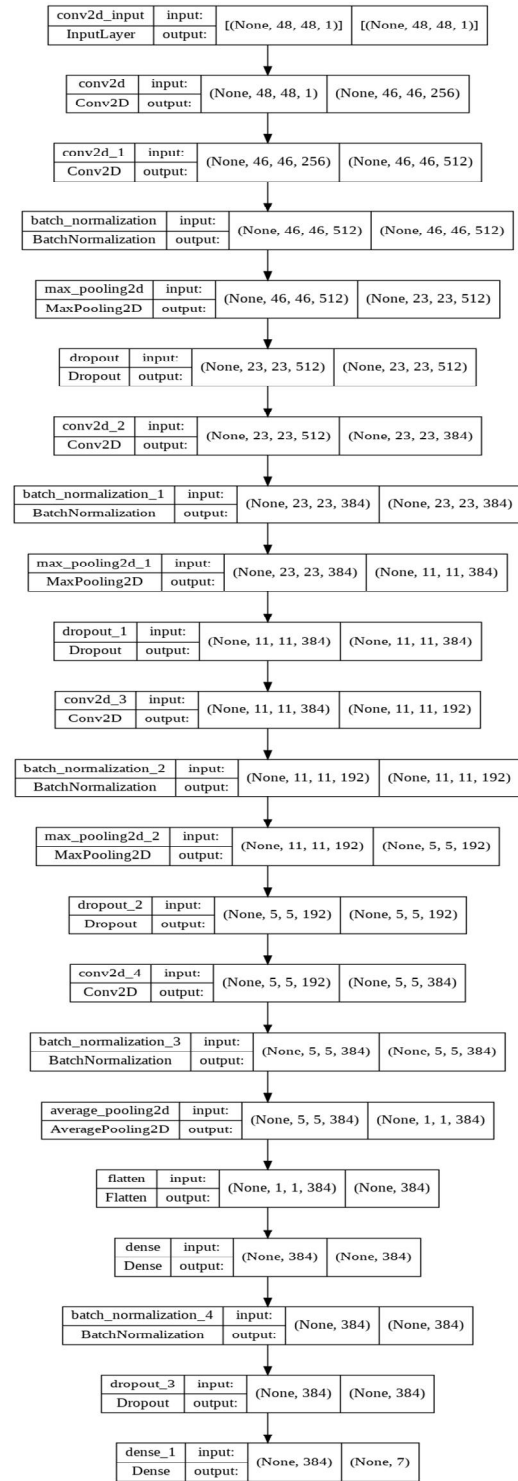 conv2d_input input: [(None, 48, 48, 1)] [(None, 48, 48, 1)]
InputLayer output:
conv2d input: (None, 48, 48, 1) (None, 46, 46, 256)
Conv2D output:
conv2d_1 input: (None, 46, 46, 256) (None, 46, 46, 512)
Conv2D output:
batch_normalization input: (None, 46, 46, 512) (None, 46, 46, 512)
BatchNormalization output:
max_pooling2d input: (None, 46, 46, 512) (None, 23, 23, 512)
MaxPooling2D output:
dropout input: (None, 23, 23, 512) (None, 23, 23, 512)
Dropout output:
conv2d_2 input: (None, 23, 23, 512) (None, 23, 23, 384)
Conv2D output:
batch_normalization_1 input: (None, 23, 23, 384) (None, 23, 23, 384)
BatchNormalization output:
max_pooling2d_1 input: (None, 23, 23, 384) (None, 11, 11, 384)
MaxPooling2D output:
dropout_1 input: (None, 11, 11, 384) (None, 11, 11, 384)
Dropout output:
conv2d_3 input: (None, 11, 11, 384) (None, 11, 11, 192)
Conv2D output:
batch_normalization_2 input: (None, 11, 11, 192) (None, 11, 11, 192)
BatchNormalization output:
max_pooling2d_2 input: (None, 11, 11, 192) (None, 5, 5, 192)
MaxPooling2D output:
dropout_2 input: (None, 5, 5, 192) (None, 5, 5, 192)
Dropout output:
conv2d_4 input: (None, 5, 5, 192) (None, 5, 5, 384)
Conv2D output:
batch_normalization_3 input: (None, 5, 5, 384) (None, 5, 5, 384)
BatchNormalization output:
average_pooling2d input: (None, 5, 5, 384) (None, 1, 1, 384)
AveragePooling2D output:
flatten input: (None, 1, 1, 384) (None, 384)
Flatten output:
dense input: (None, 384) (None, 384)
Dense output:
batch_normalization_4 input: (None, 384) (None, 384)
BatchNormalization output:
dropout_3 input: (None, 384) (None, 384)
Dropout output:
dense_1 input: (None, 384) (None, 7)
Dense output: